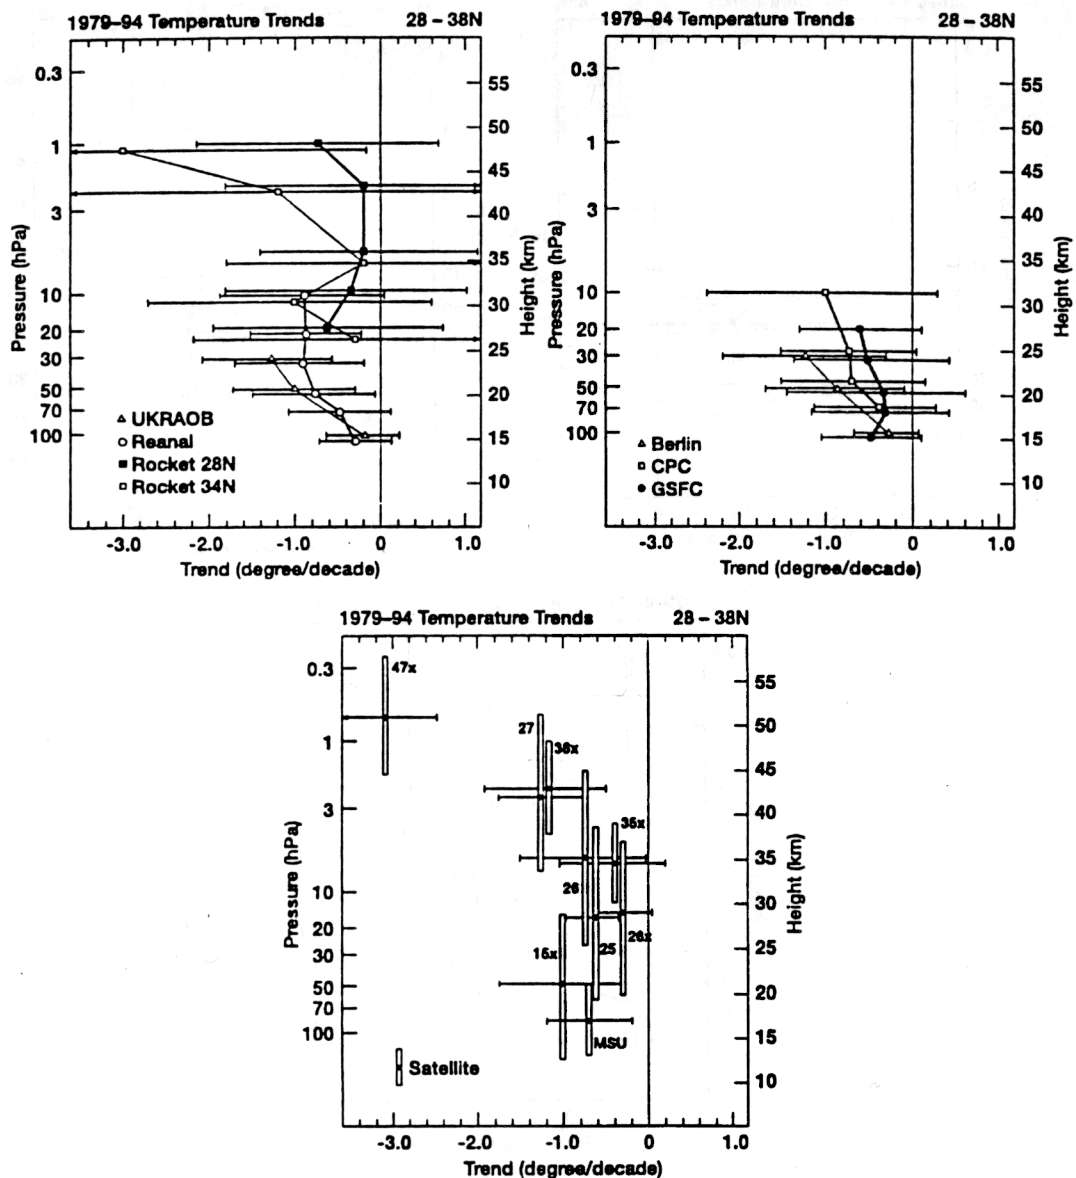 1979–94 Temperature Trends 28 – 38N
0.3
1
3
10
20
30
50
70
100
Pressure (hPa)
55
50
45
40
35
30
25
20
15
10
Height (km)
△ UKRAOB
○ Reanal
■ Rocket 28N
□ Rocket 34N
-3.0 -2.0 -1.0 0 1.0
Trend (degree/decade)
1979–94 Temperature Trends 28 – 38N
0.3
1
3
10
20
30
50
70
100
Pressure (hPa)
55
50
45
40
35
30
25
20
15
10
Height (km)
△ Berlin
□ CPC
● GSFC
-3.0 -2.0 -1.0 0 1.0
Trend (degree/decade)
1979–94 Temperature Trends 28 – 38N
0.3
1
3
10
20
30
50
70
100
Pressure (hPa)
55
50
45
40
35
30
25
20
15
10
Height (km)
47x
27
36x
35x
26
15x
25
26x
MSU
Satellite
-3.0 -2.0 -1.0 0 1.0
Trend (degree/decade)